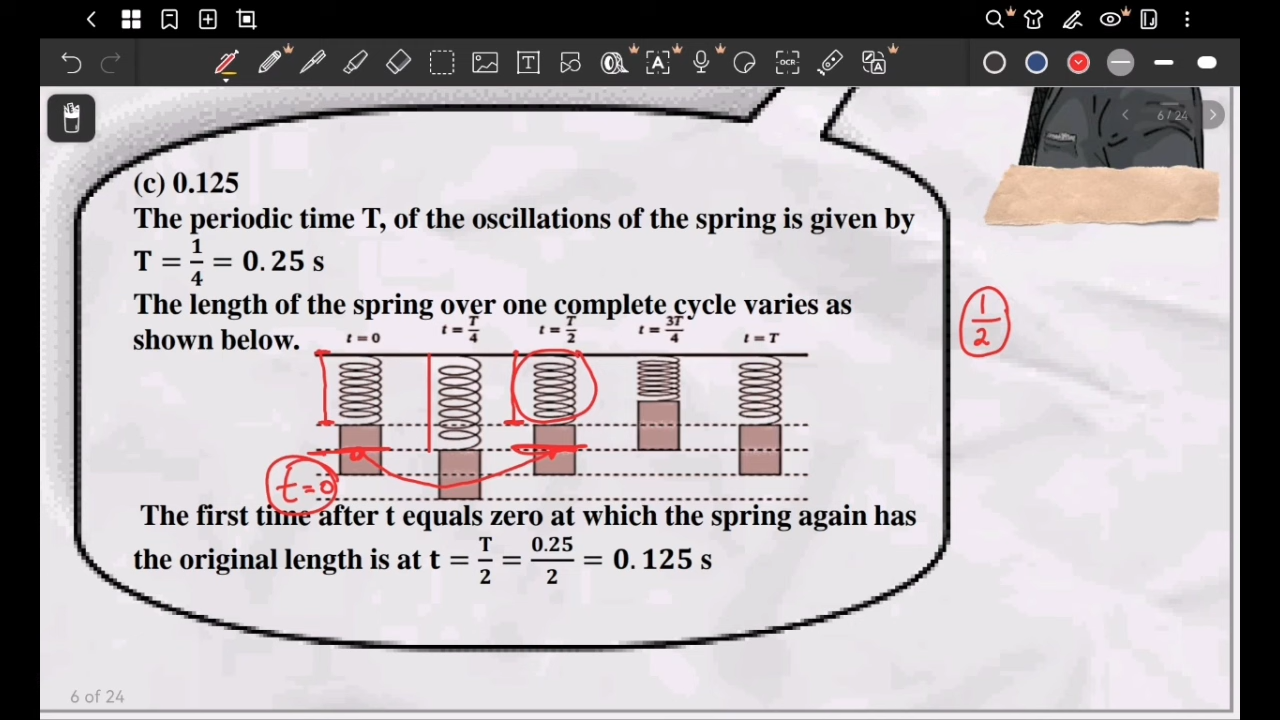 OCR
6 / 24
(c) 0.125
The periodic time T, of the oscillations of the spring is given by
T = 1/4 = 0.25 s
The length of the spring over one complete cycle varies as
shown below.
t = 0
t = T/4
t = T/2
t = 3T/4
t = T
1/2
t = 0
The first time after t equals zero at which the spring again has
the original length is at t = T/2 = 0.25/2 = 0.125 s
6 of 24